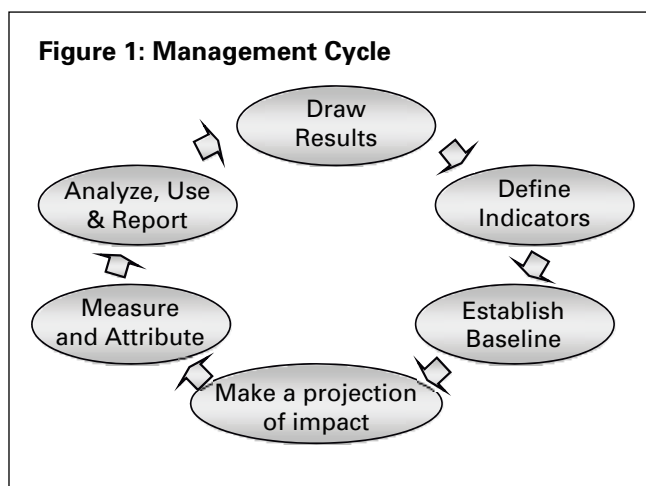 Figure 1: Management Cycle
Draw
Results
Define
Indicators
Establish
Baseline
Make a projection
of impact
Measure
and Attribute
Analyze, Use
& Report